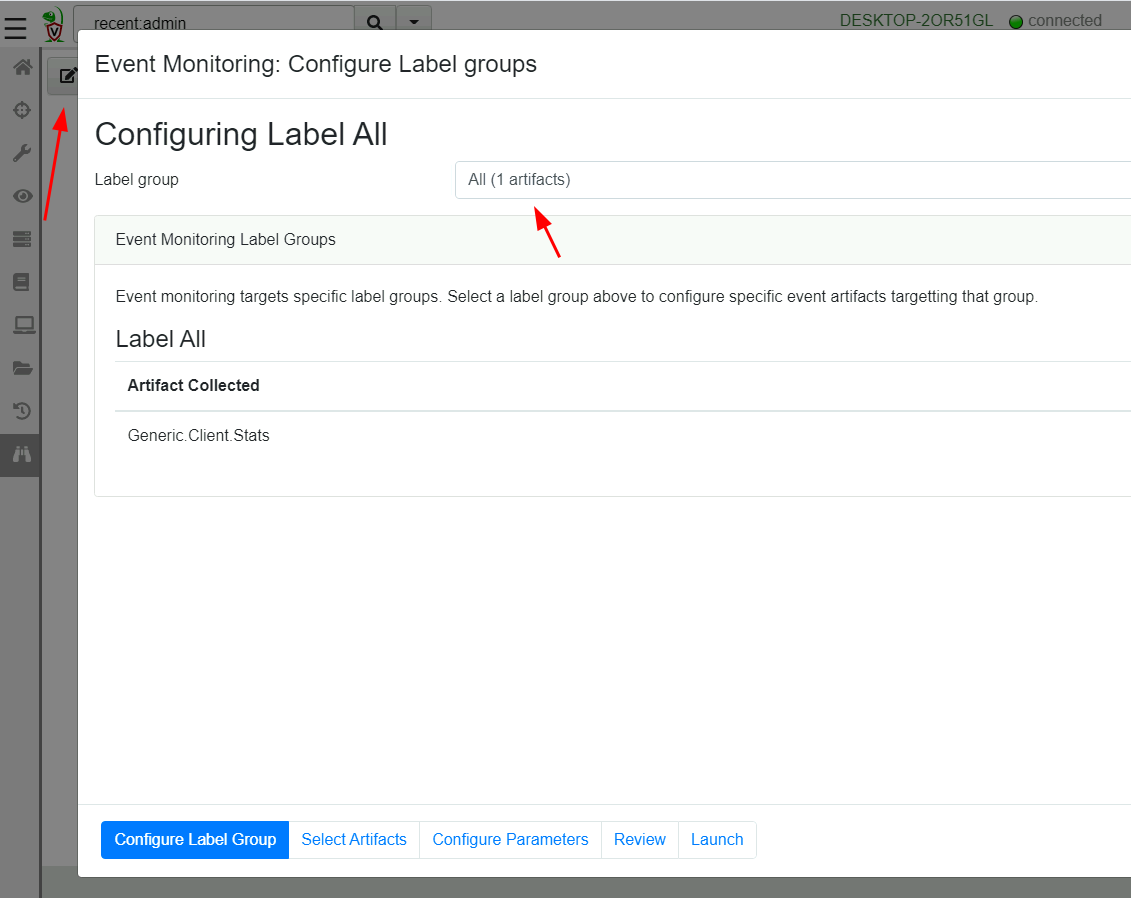 recent:admin
DESKTOP-2OR51GL connected
V
Event Monitoring: Configure Label groups
Configuring Label All
Label group
All (1 artifacts)
Event Monitoring Label Groups
Event monitoring targets specific label groups. Select a label group above to configure specific event artifacts targetting that group.
Label All
Artifact Collected
Generic.Client.Stats
Configure Label Group
Select Artifacts
Configure Parameters
Review
Launch